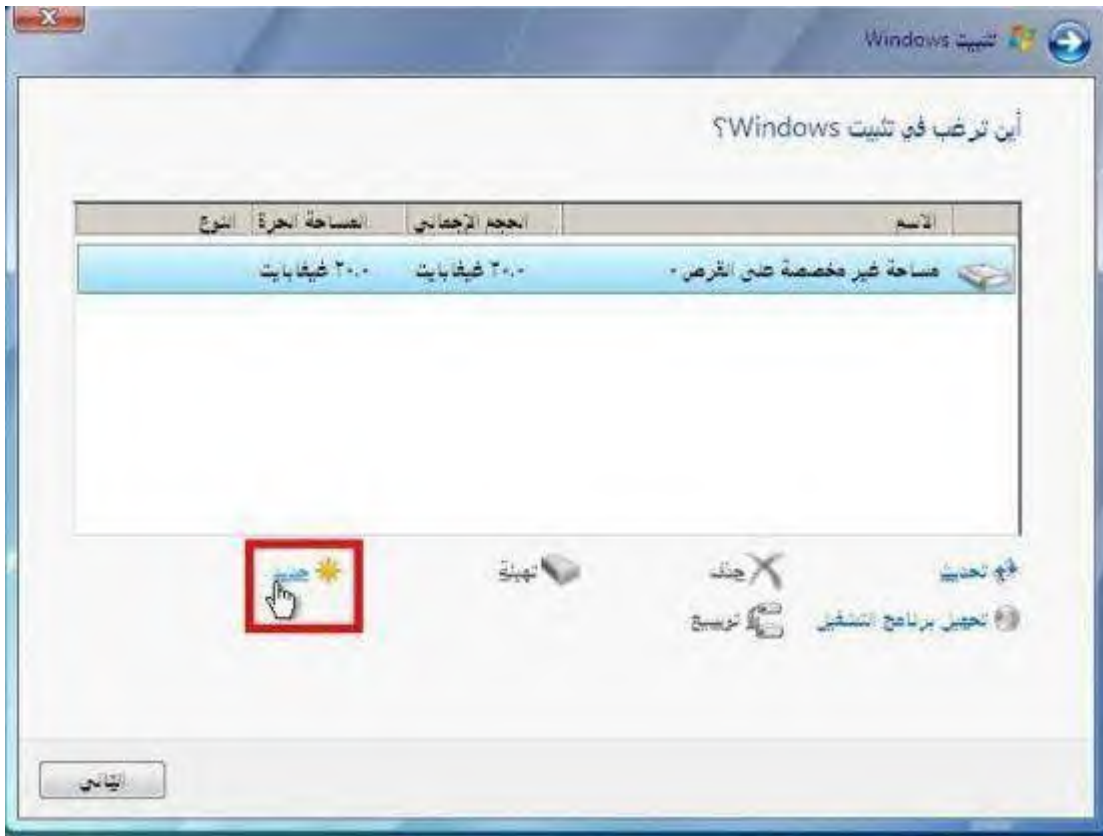 تثبيت Windows
أين ترغب في تثبيت Windows؟
الاسم الحجم الإجمالي المساحة الحرة النوع
مساحة غير مخصصة على القرص ٠ ٢٠.٠ غيغابايت ٢٠.٠ غيغابايت
تحديث حذف تهيئة جديد
تحميل برنامج التشغيل توسيع
التالي